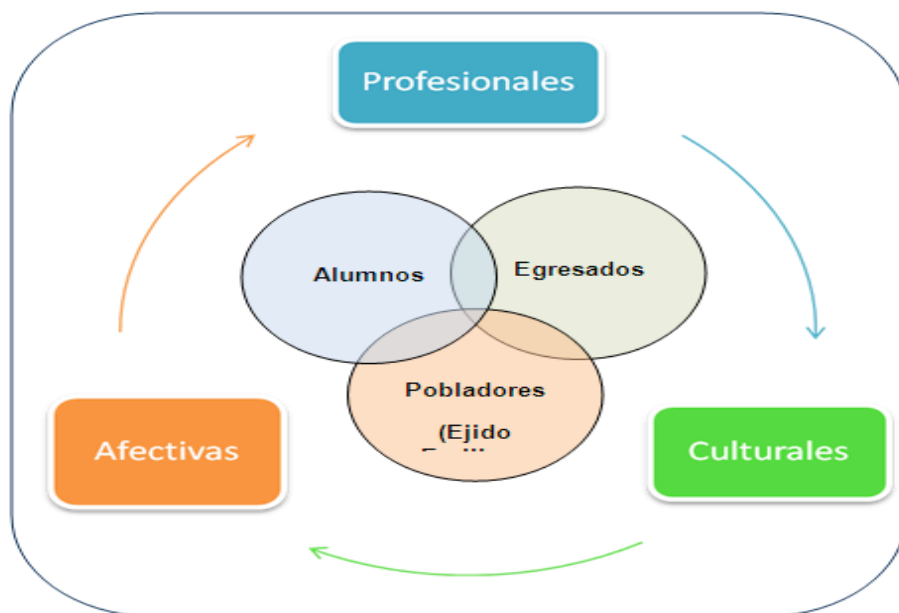 Profesionales
Alumnos
Egresados
Pobladores
(Ejido
Afectivas
Culturales